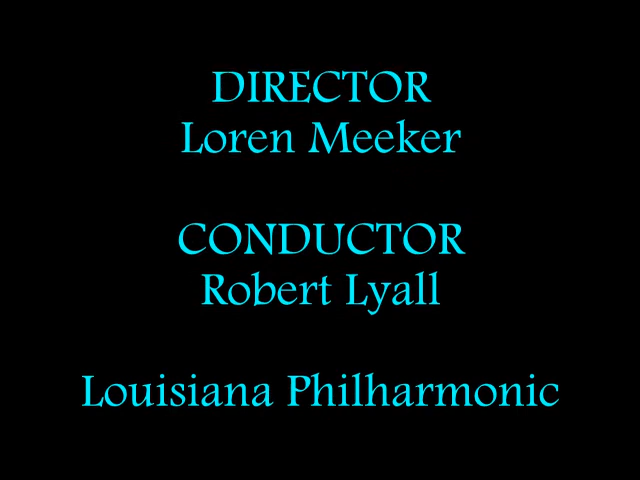 DIRECTOR
Loren Meeker
CONDUCTOR
Robert Lyall
Louisiana Philharmonic